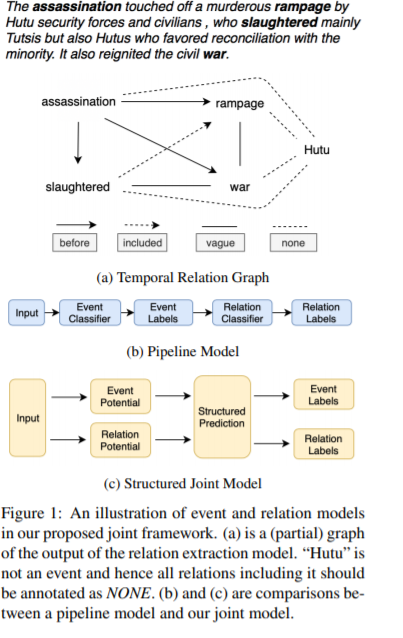 The assassination touched off a murderous rampage by
Hutu security forces and civilians , who slaughtered mainly
Tutsis but also Hutus who favored reconciliation with the
minority. It also reignited the civil war.
assassination
rampage
Hutu
slaughtered
war
before
included
vague
none
(a) Temporal Relation Graph
Input
Event
Classifier
Event
Labels
Relation
Classifier
Relation
Labels
(b) Pipeline Model
Input
Event
Potential
Relation
Potential
Structured
Prediction
Event
Labels
Relation
Labels
(c) Structured Joint Model
Figure 1: An illustration of event and relation models
in our proposed joint framework. (a) is a (partial) graph
of the output of the relation extraction model. “Hutu” is
not an event and hence all relations including it should
be annotated as NONE. (b) and (c) are comparisons be-
tween a pipeline model and our joint model.